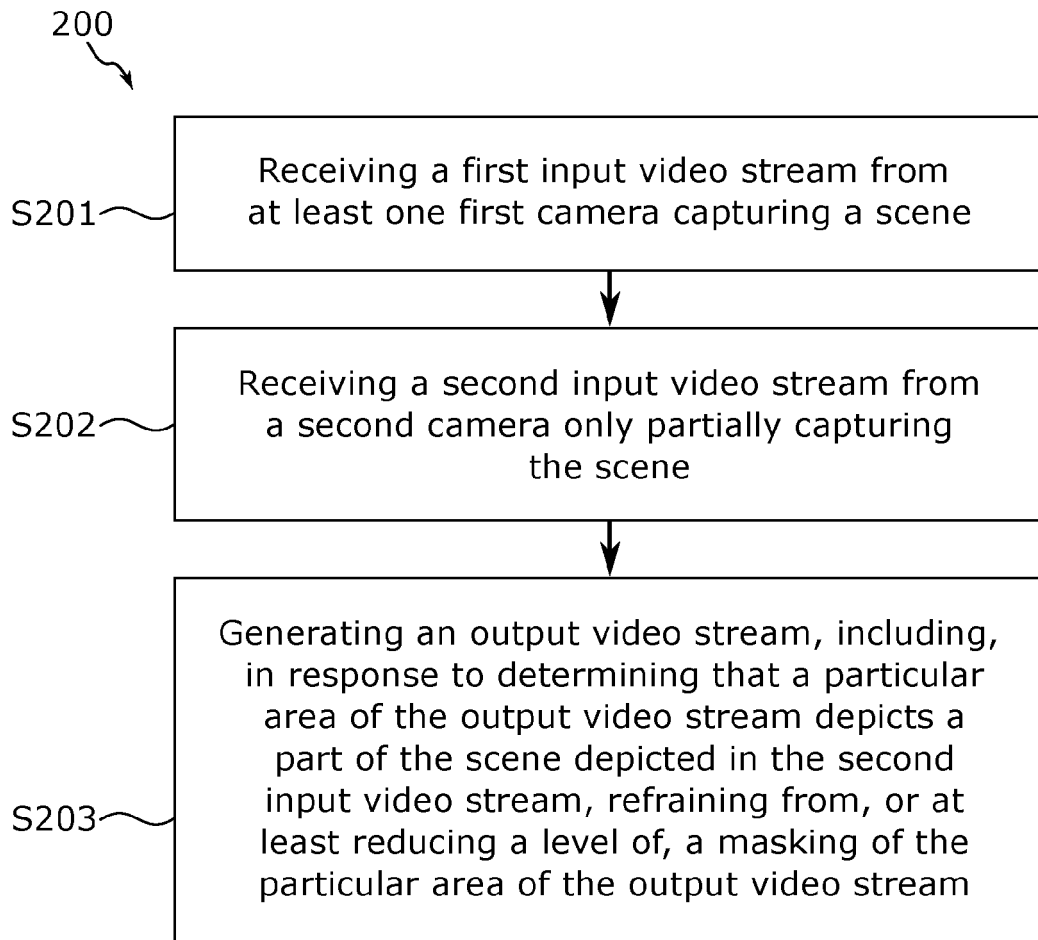 200
S201
Receiving a first input video stream from
at least one first camera capturing a scene
S202
Receiving a second input video stream from
a second camera only partially capturing
the scene
S203
Generating an output video stream, including,
in response to determining that a particular
area of the output video stream depicts a
part of the scene depicted in the second
input video stream, refraining from, or at
least reducing a level of, a masking of the
particular area of the output video stream